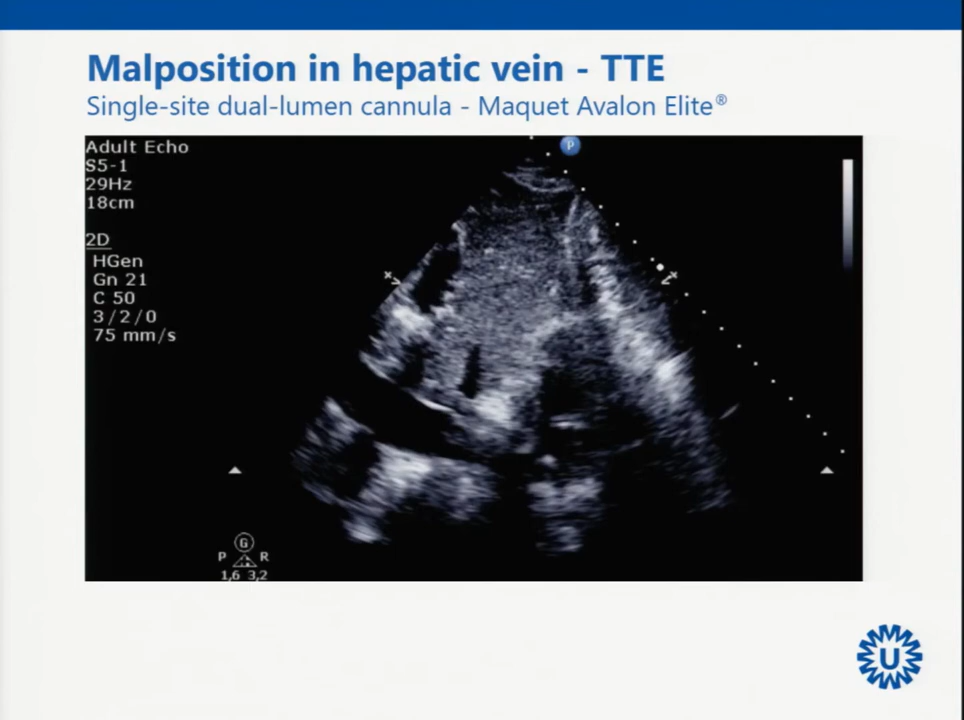 Malposition in hepatic vein - TTE
Single-site dual-lumen cannula - Maquet Avalon Elite®
Adult Echo
S5-1
29Hz
18cm
2D
HGen
Gn 21
C 50
3/2/0
75 mm/s
P
G
P R
1,6 3,2
U